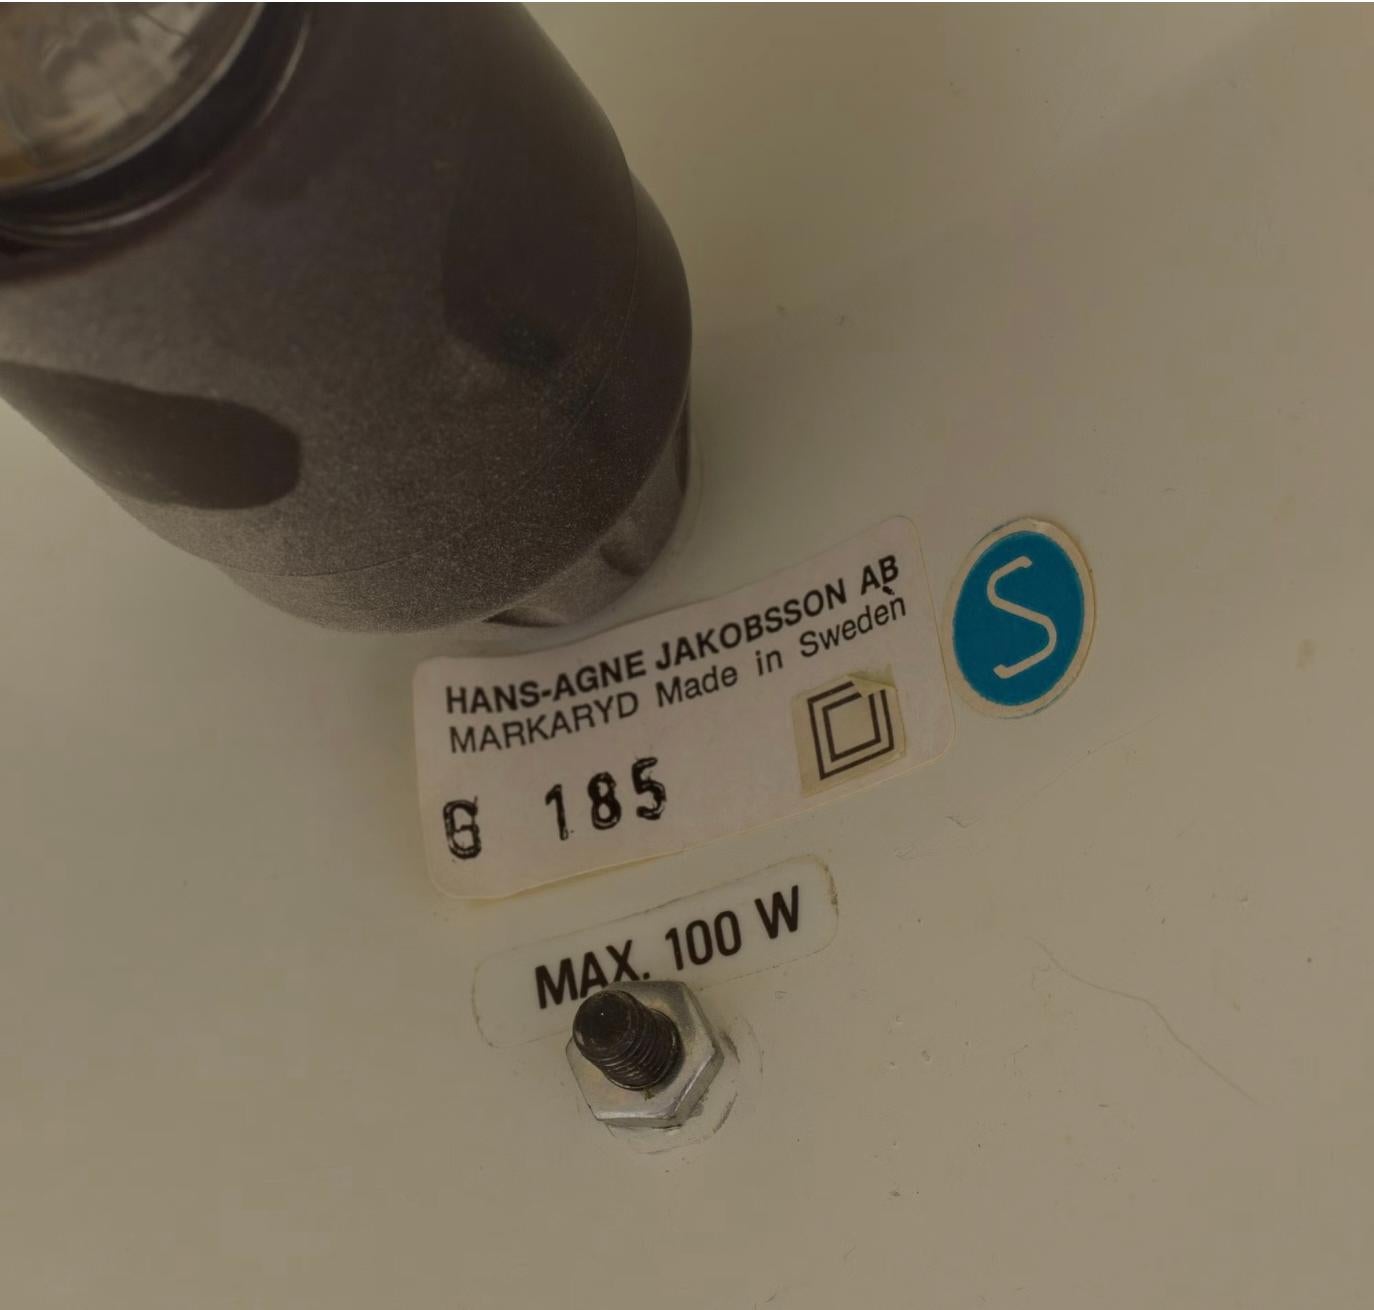 HANS-AGNE JAKOBSSON AB
MARKARYD Made in Sweden
G 185
S
MAX. 100 W